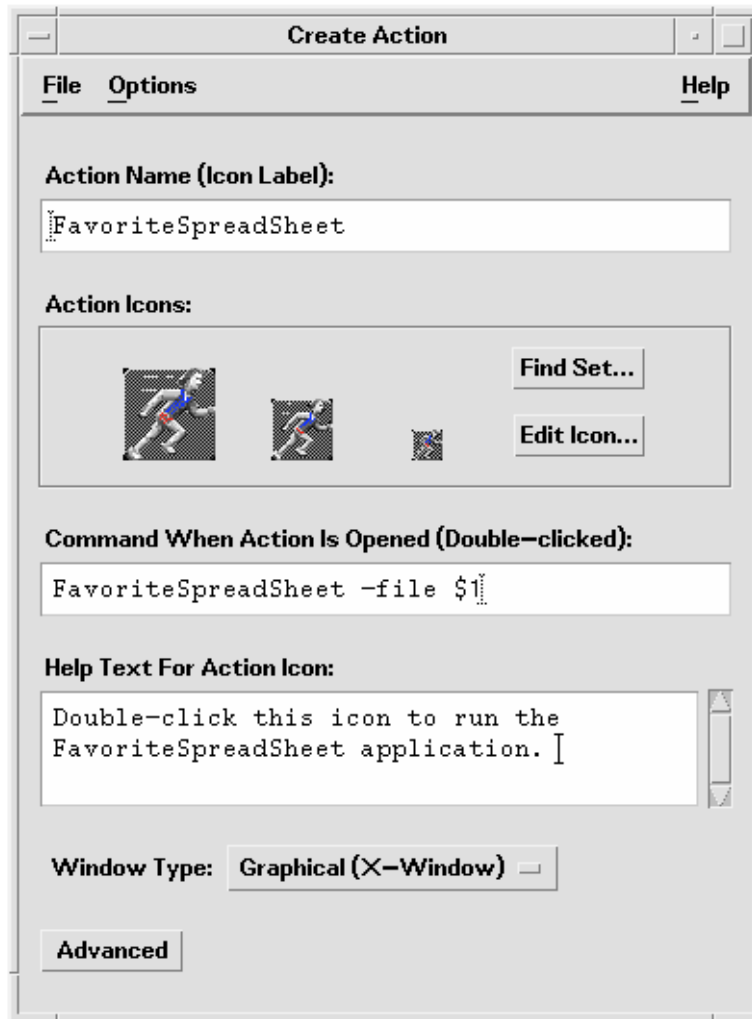 Create Action
File Options Help
Action Name (Icon Label):
FavoriteSpreadSheet
Action Icons:
Find Set...
Edit Icon...
Command When Action Is Opened (Double–clicked):
FavoriteSpreadSheet –file $1
Help Text For Action Icon:
Double–click this icon to run the
FavoriteSpreadSheet application.
Window Type: Graphical (X–Window)
Advanced